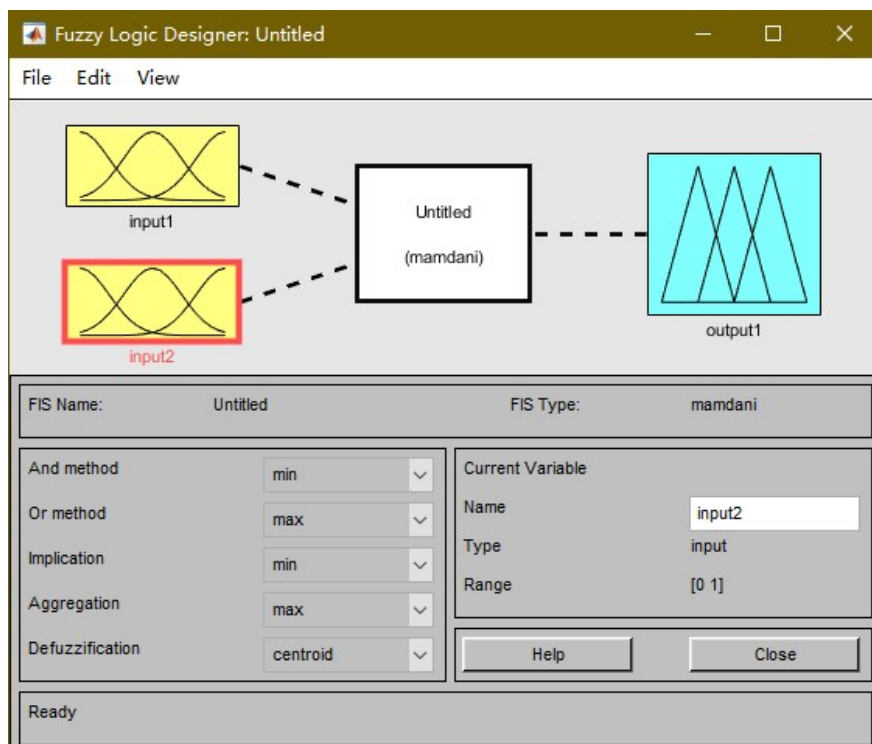 Fuzzy Logic Designer: Untitled
File Edit View
input1
input2
Untitled
(mamdani)
output1
FIS Name: Untitled FIS Type: mamdani
And method min
Or method max
Implication min
Aggregation max
Defuzzification centroid
Current Variable
Name input2
Type input
Range [0 1]
Help Close
Ready